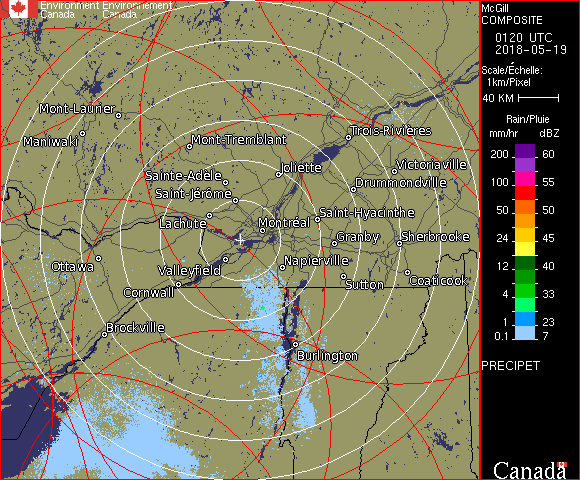 Environment Environnement
Canada Canada
Mont-Laurier
Maniwaki
Mont-Tremblant
Trois-Rivières
Sainte-Adèle
Joliette
Victoriaville
Saint-Jérôme
Drummondville
Lachute
Montréal
Saint-Hyacinthe
Granby
Sherbrooke
Ottawa
Valleyfield
Napierville
Cornwall
Sutton
Coaticook
Brockville
Burlington
McGill
COMPOSITE
0120 UTC
2018-05-19
Scale/Échelle:
1km/Pixel
40 KM
Rain/Pluie
mm/hr dBZ
200 60
100 55
50 50
24 45
12 40
4 33
1 23
0.1 7
PRECIPET
Canada